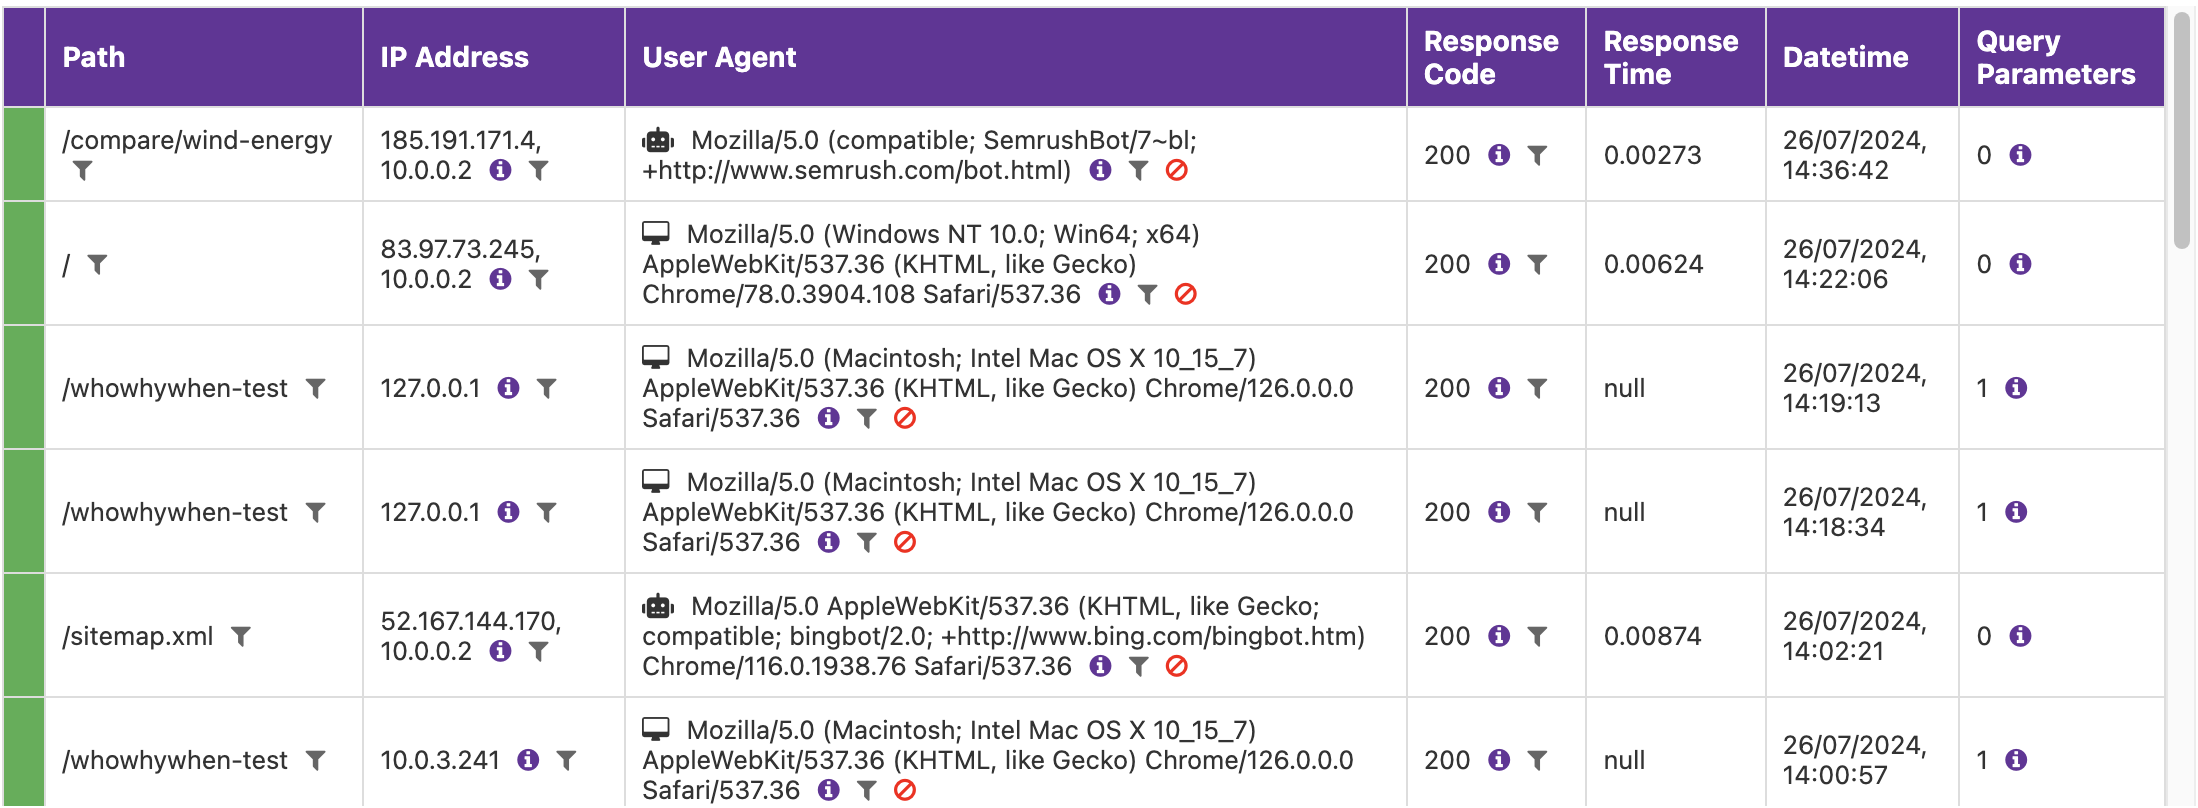 Path IP Address User Agent Response Code Response Time Datetime Query Parameters
/compare/wind-energy
185.191.171.4,
10.0.0.2
Mozilla/5.0 (compatible; SemrushBot/7~bl;
+http://www.semrush.com/bot.html)
200
0.00273
26/07/2024,
14:36:42
0
/
83.97.73.245,
10.0.0.2
Mozilla/5.0 (Windows NT 10.0; Win64; x64)
AppleWebKit/537.36 (KHTML, like Gecko)
Chrome/78.0.3904.108 Safari/537.36
200
0.00624
26/07/2024,
14:22:06
0
/whowhywhen-test
127.0.0.1
Mozilla/5.0 (Macintosh; Intel Mac OS X 10_15_7)
AppleWebKit/537.36 (KHTML, like Gecko) Chrome/126.0.0.0
Safari/537.36
200
null
26/07/2024,
14:19:13
1
/whowhywhen-test
127.0.0.1
Mozilla/5.0 (Macintosh; Intel Mac OS X 10_15_7)
AppleWebKit/537.36 (KHTML, like Gecko) Chrome/126.0.0.0
Safari/537.36
200
null
26/07/2024,
14:18:34
1
/sitemap.xml
52.167.144.170,
10.0.0.2
Mozilla/5.0 AppleWebKit/537.36 (KHTML, like Gecko;
compatible; bingbot/2.0; +http://www.bing.com/bingbot.htm)
Chrome/116.0.1938.76 Safari/537.36
200
0.00874
26/07/2024,
14:02:21
0
/whowhywhen-test
10.0.3.241
Mozilla/5.0 (Macintosh; Intel Mac OS X 10_15_7)
AppleWebKit/537.36 (KHTML, like Gecko) Chrome/126.0.0.0
Safari/537.36
200
null
26/07/2024,
14:00:57
1